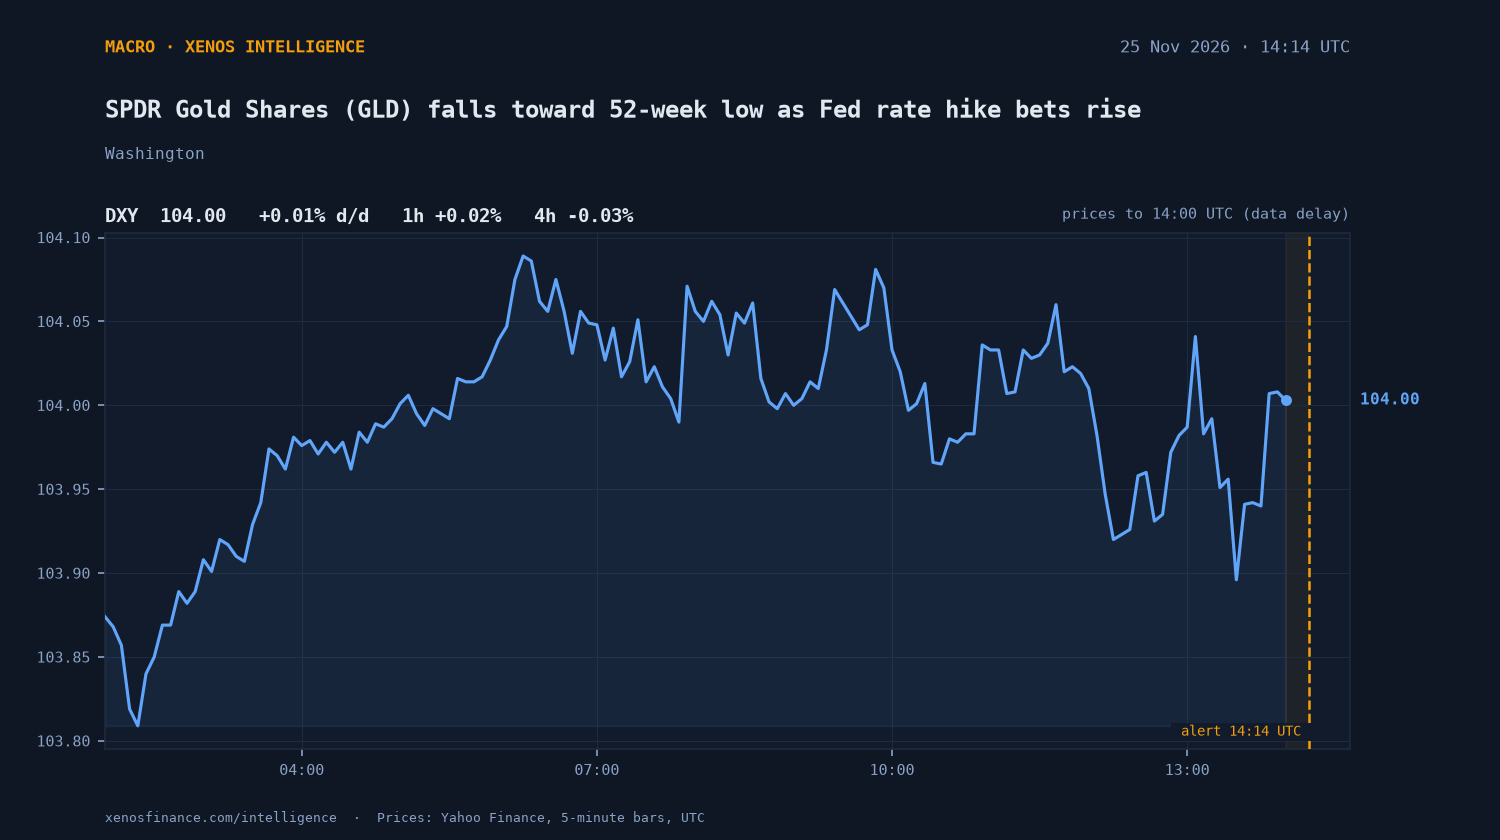 MACRO · XENOS INTELLIGENCE
25 Nov 2026 · 14:14 UTC
SPDR Gold Shares (GLD) falls toward 52-week low as Fed rate hike bets rise
Washington
DXY 104.00 +0.01% d/d 1h +0.02% 4h -0.03%
prices to 14:00 UTC (data delay)
104.10
104.05
104.00
103.95
103.90
103.85
103.80
104.00
alert 14:14 UTC
04:00
07:00
10:00
13:00
xenosfinance.com/intelligence · Prices: Yahoo Finance, 5-minute bars, UTC